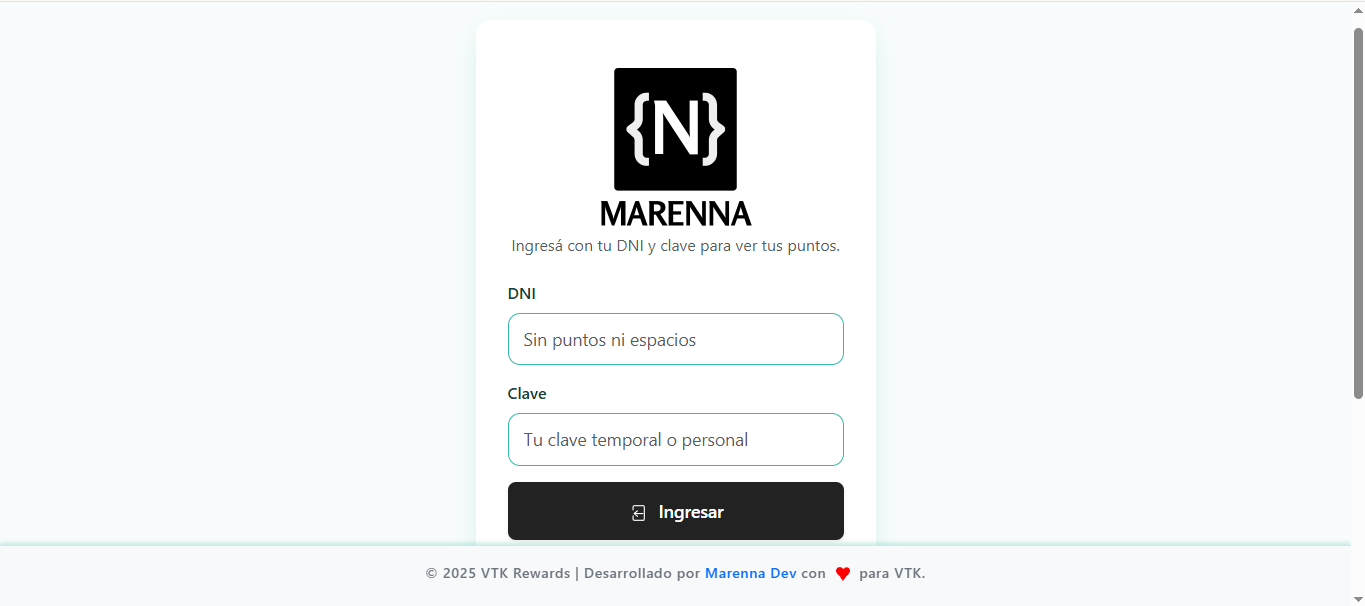 {N}
MARENNA
Ingresá con tu DNI y clave para ver tus puntos.
DNI
Sin puntos ni espacios
Clave
Tu clave temporal o personal
Ingresar
© 2025 VTK Rewards | Desarrollado por Marenna Dev con ❤ para VTK.